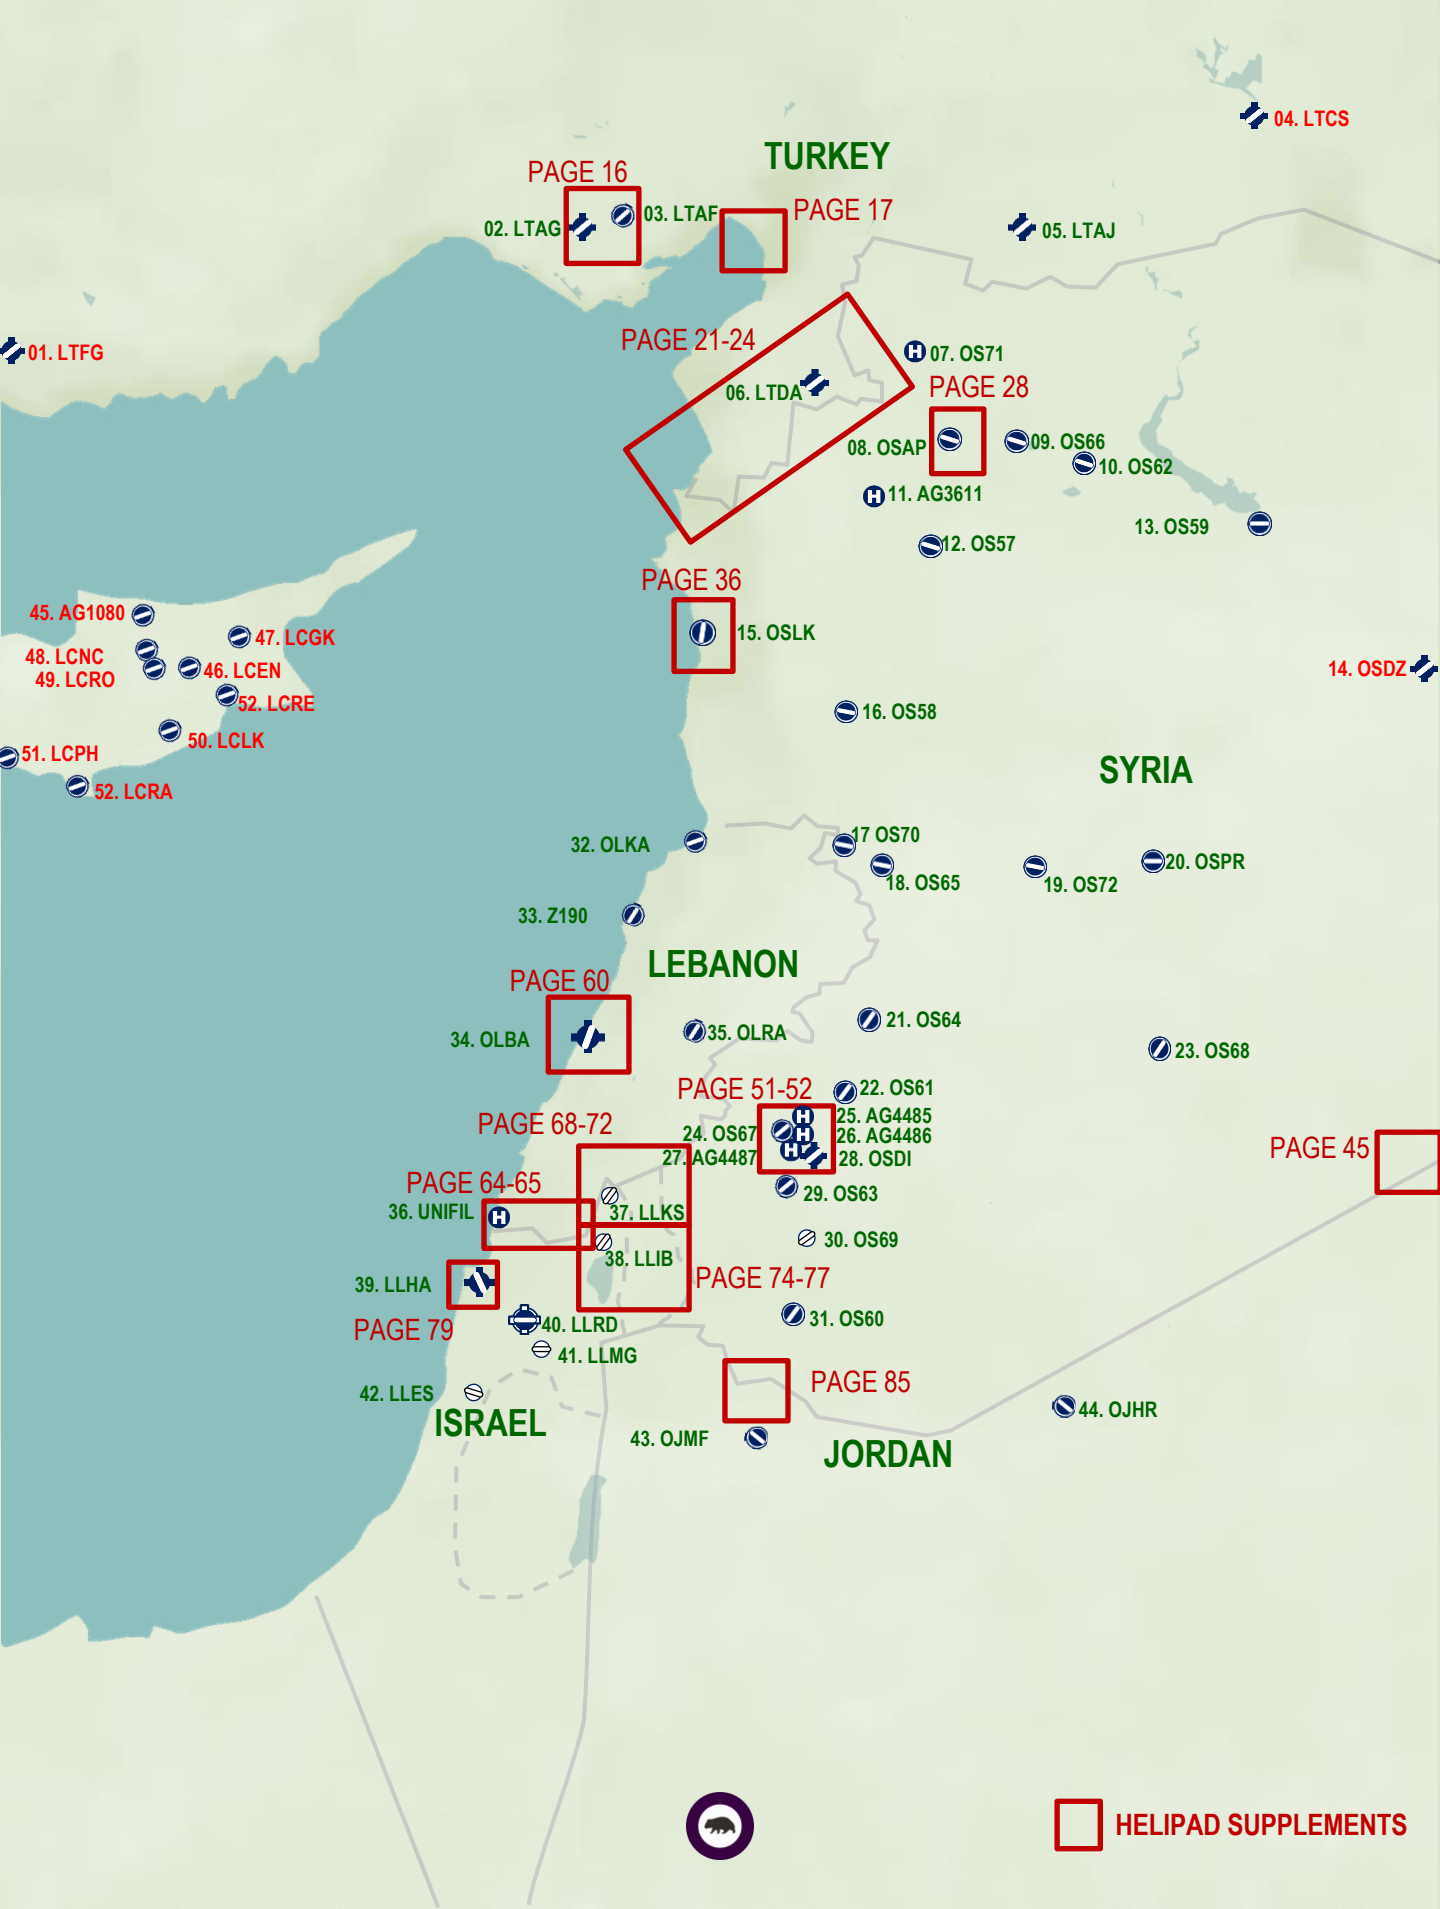 04. LTCS
TURKEY
PAGE 16
03. LTAF
PAGE 17
02. LTAG
05. LTAJ
PAGE 21-24
01. LTFG
07. OS71
06. LTDA
PAGE 28
08. OSAP
09. OS66
10. OS62
11. AG3611
13. OS59
12. OS57
PAGE 36
45. AG1080
15. OSLK
47. LCGK
48. LCNC
46. LCEN
14. OSDZ
49. LCRO
52. LCRE
16. OS58
50. LCLK
51. LCPH
SYRIA
52. LCRA
32. OLKA
17 OS70
20. OSPR
18. OS65
19. OS72
33. Z190
LEBANON
PAGE 60
21. OS64
34. OLBA
35. OLRA
23. OS68
PAGE 51-52
22. OS61
25. AG4485
PAGE 68-72
24. OS67
26. AG4486
PAGE 45
27. AG4487
28. OSDI
PAGE 64-65
29. OS63
36. UNIFIL
37. LLKS
30. OS69
38. LLIB
PAGE 74-77
39. LLHA
31. OS60
40. LLRD
PAGE 79
41. LLMG
PAGE 85
42. LLES
44. OJHR
ISRAEL
43. OJMF
JORDAN
HELIPAD SUPPLEMENTS